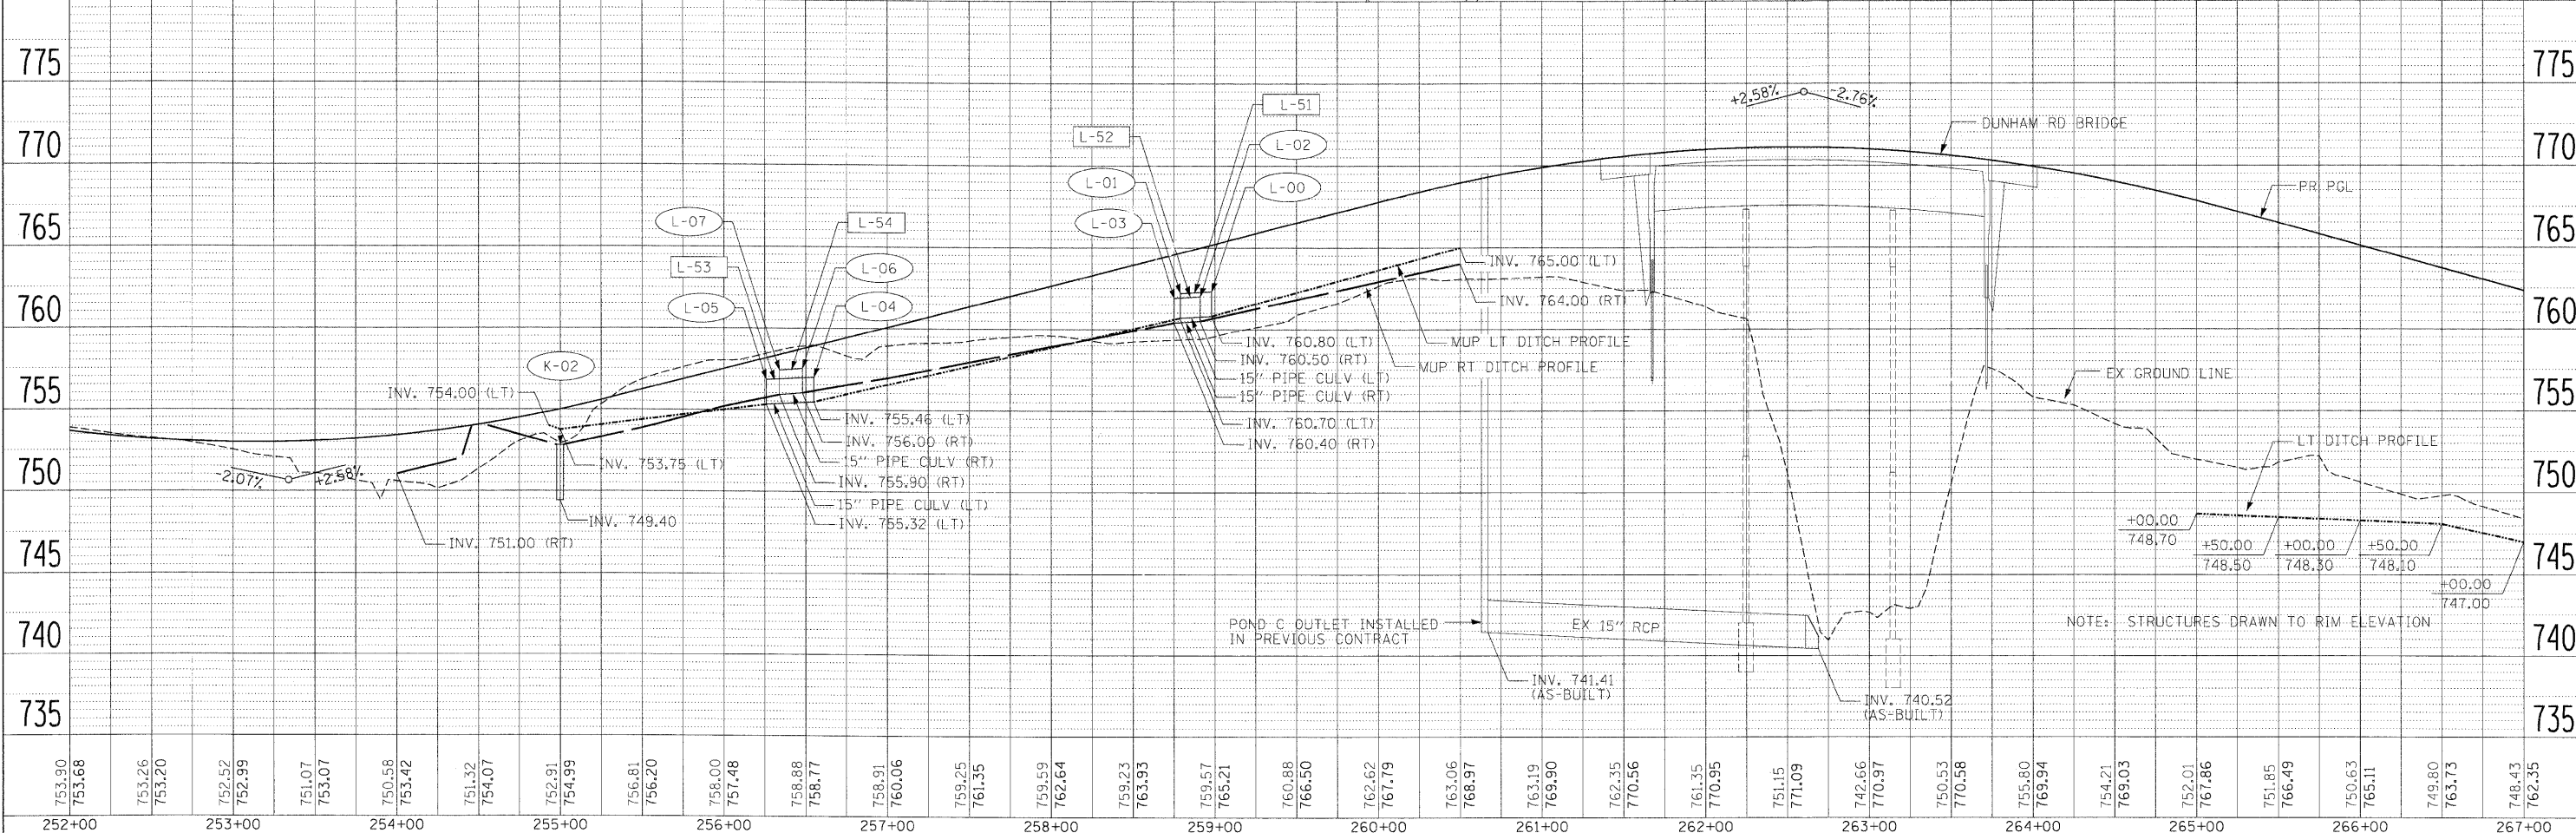 775
775
770
770
765
765
760
760
755
755
750
750
745
745
740
740
735
735
+2.58%
-2.76%
DUNHAM RD BRIDGE
PR PGL
L-51
L-52
L-02
L-01
L-00
L-03
L-07
L-54
L-53
L-06
L-05
L-04
K-02
INV. 765.00 (LT)
INV. 764.00 (RT)
INV. 760.80 (LT)
MUP LT DITCH PROFILE
INV. 760.50 (RT)
MUP RT DITCH PROFILE
15" PIPE CULV (LT)
15" PIPE CULV (RT)
INV. 760.70 (LT)
INV. 760.40 (RT)
EX GROUND LINE
INV. 754.00 (LT)
INV. 755.46 (LT)
INV. 756.00 (RT)
INV. 753.75 (LT)
15" PIPE CULV (RT)
INV. 755.90 (RT)
15" PIPE CULV (LT)
INV. 755.32 (LT)
-2.07%
+2.58%
INV. 749.40
INV. 751.00 (RT)
LT DITCH PROFILE
+00.00
748.70
+50.00
748.50
+00.00
748.30
+50.00
748.10
+00.00
747.00
POND C OUTLET INSTALLED
IN PREVIOUS CONTRACT
EX 15" RCP
NOTE: STRUCTURES DRAWN TO RIM ELEVATION
INV. 741.41
(AS-BUILT)
INV. 740.52
(AS-BUILT)
753.90
753.68
753.26
753.20
752.52
752.99
751.07
753.07
750.58
753.42
751.32
754.07
752.91
754.99
756.81
756.20
758.00
757.48
758.88
758.77
758.91
760.06
759.25
761.35
759.59
762.64
759.23
763.93
759.57
765.21
760.88
766.50
762.62
767.79
763.06
768.97
763.19
769.90
762.35
770.56
761.35
770.95
751.15
771.09
742.66
770.97
750.53
770.58
755.80
769.94
754.21
769.03
752.01
767.86
751.85
766.49
750.63
765.11
749.80
763.73
748.43
762.35
252+00
253+00
254+00
255+00
256+00
257+00
258+00
259+00
260+00
261+00
262+00
263+00
264+00
265+00
266+00
267+00